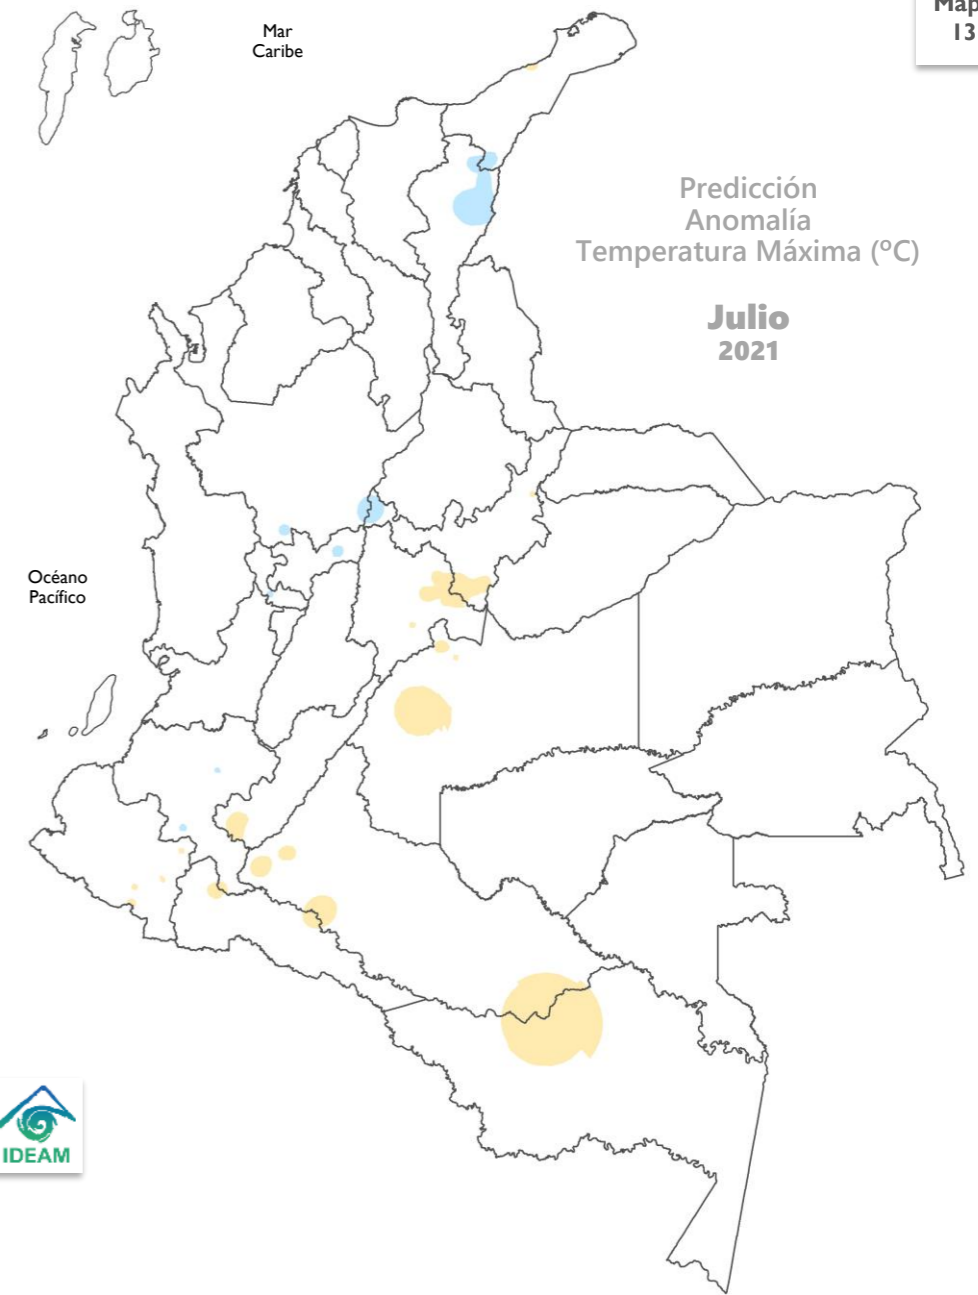 Mar
Caribe
Map
13
Predicción
Anomalía
Temperatura Máxima (ºC)
Julio
2021
Océano
Pacífico
IDEAM